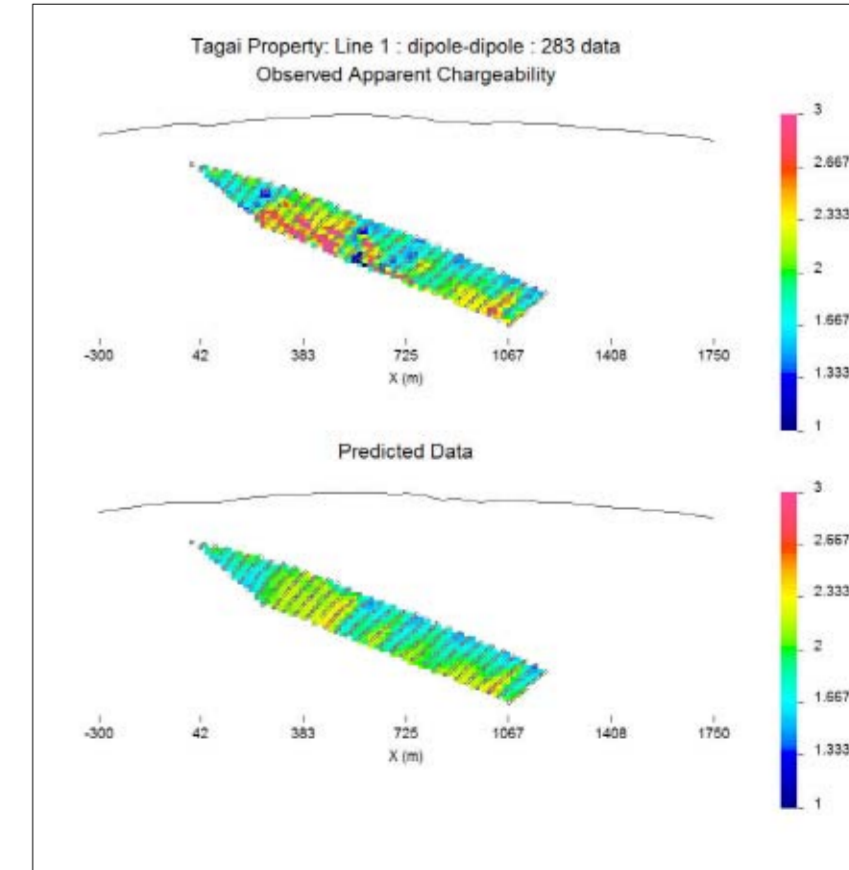 Tagai Property: Line 1 : dipole-dipole : 283 data
Observed Apparent Chargeability
3
2.667
2.333
2
1.667
1.333
1
-300 42 383 725 1067 1408 1750
X (m)
Predicted Data
3
2.667
2.333
2
1.667
1.333
1
-300 42 383 725 1067 1408 1750
X (m)